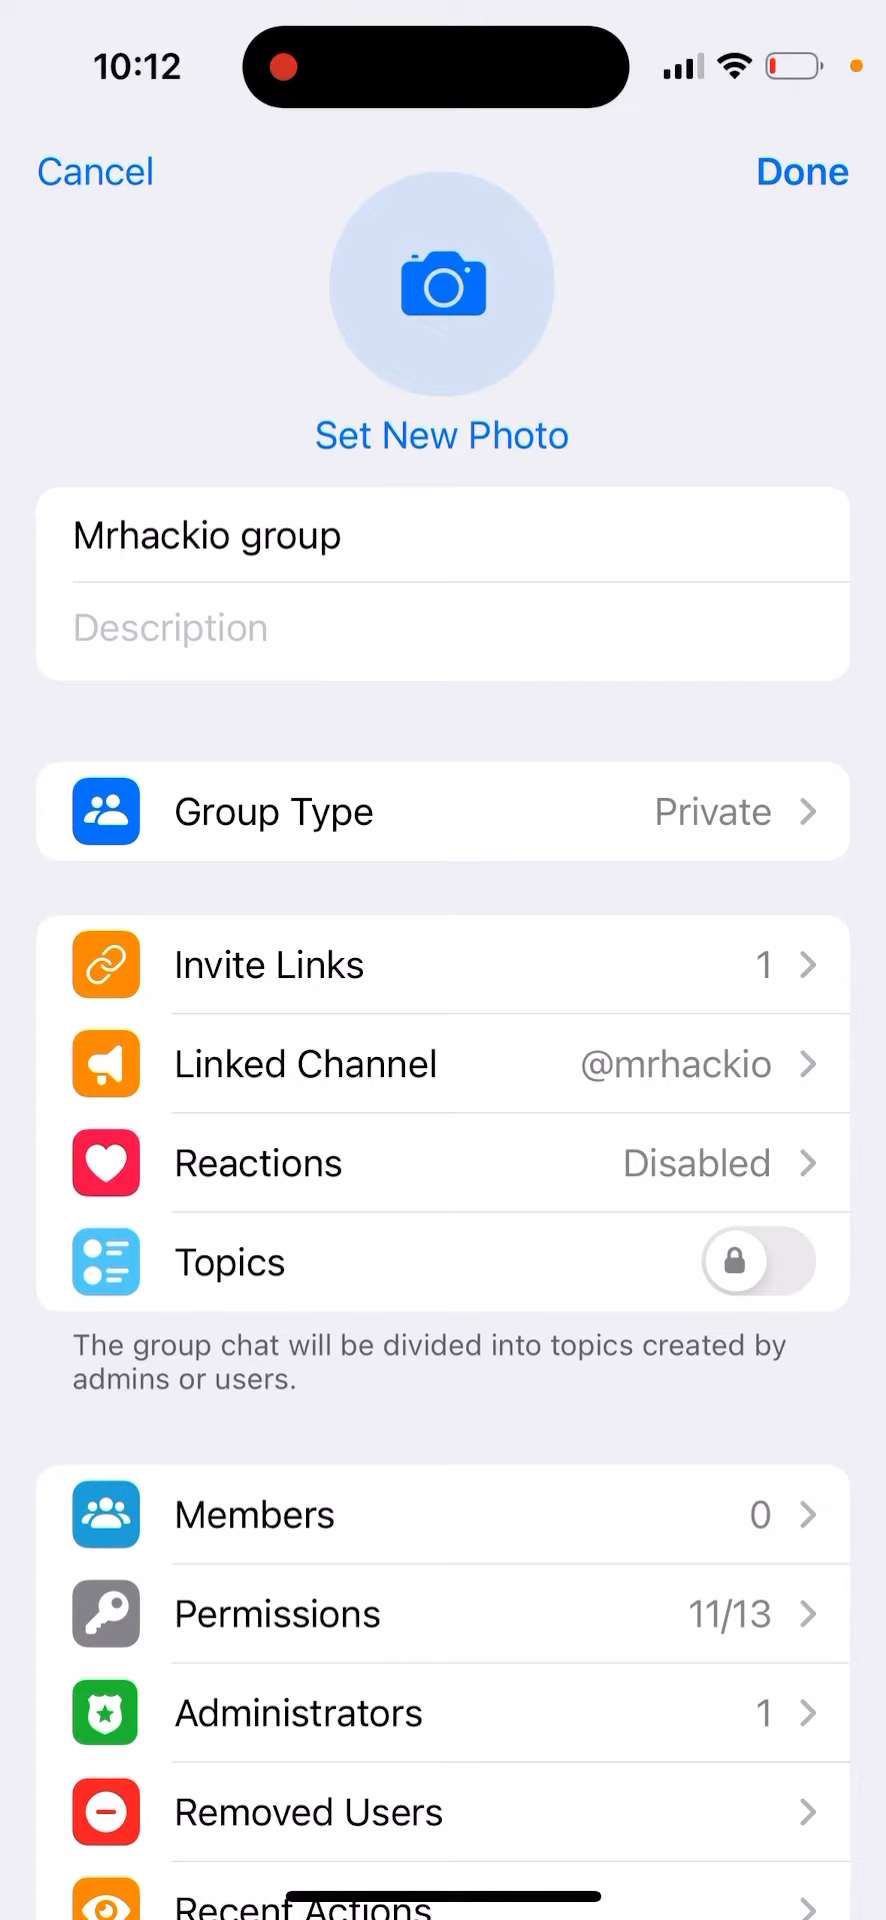 10:12
Cancel
Done
Set New Photo
Mrhackio group
Description
Group Type
Private
Invite Links
1
Linked Channel
@mrhackio
Reactions
Disabled
Topics
The group chat will be divided into topics created by
admins or users.
Members
0
Permissions
11/13
Administrators
1
Removed Users
Recent Actions